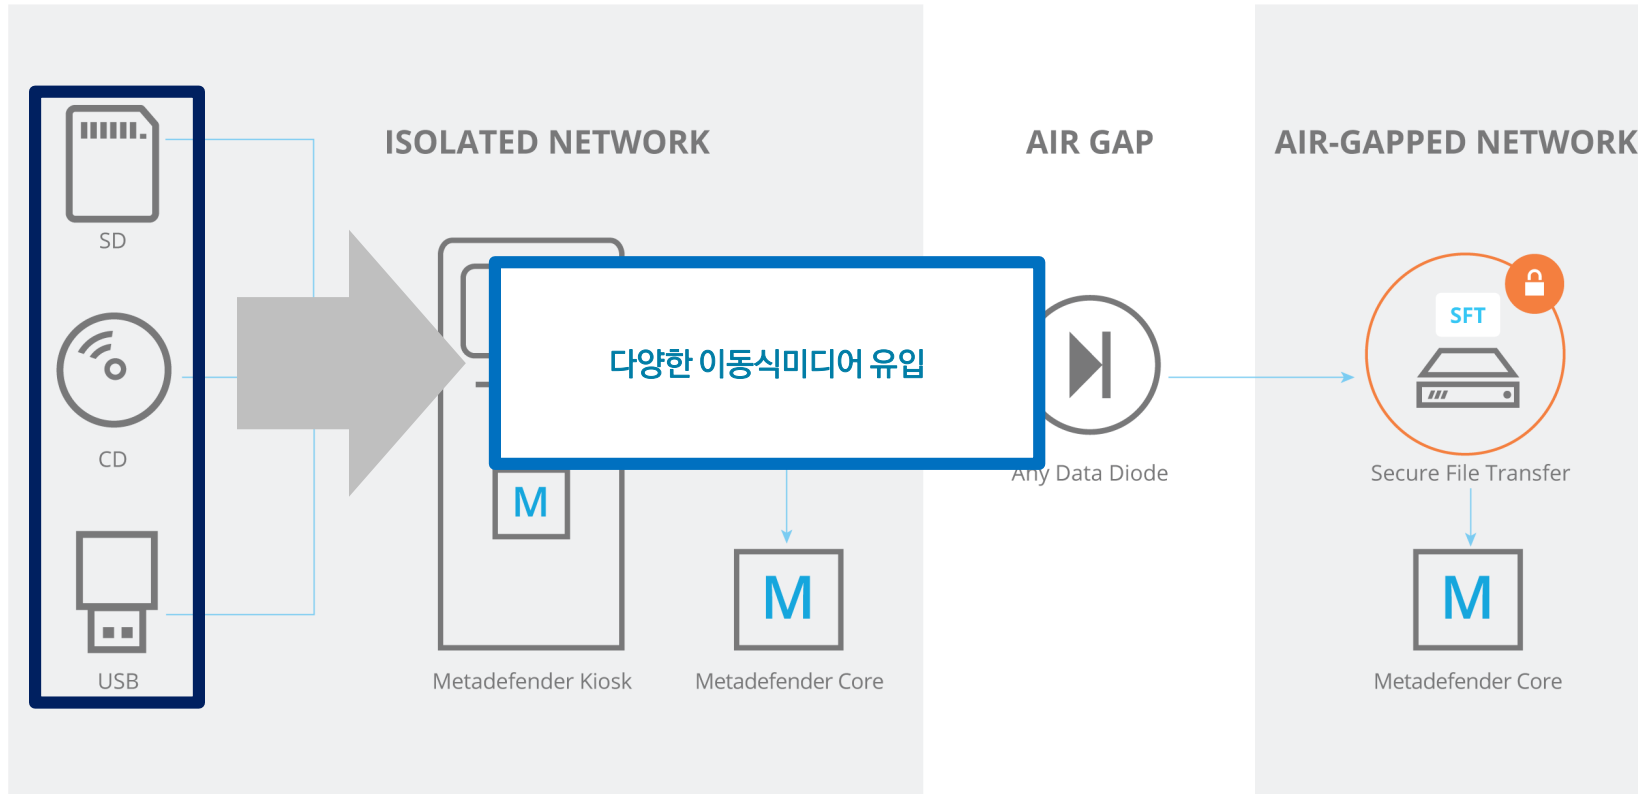 ISOLATED NETWORK
AIR GAP
AIR-GAPPED NETWORK
SD
CD
USB
다양한 이동식미디어 유입
M
Metadefender Kiosk
M
Metadefender Core
Any Data Diode
SFT
Secure File Transfer
M
Metadefender Core